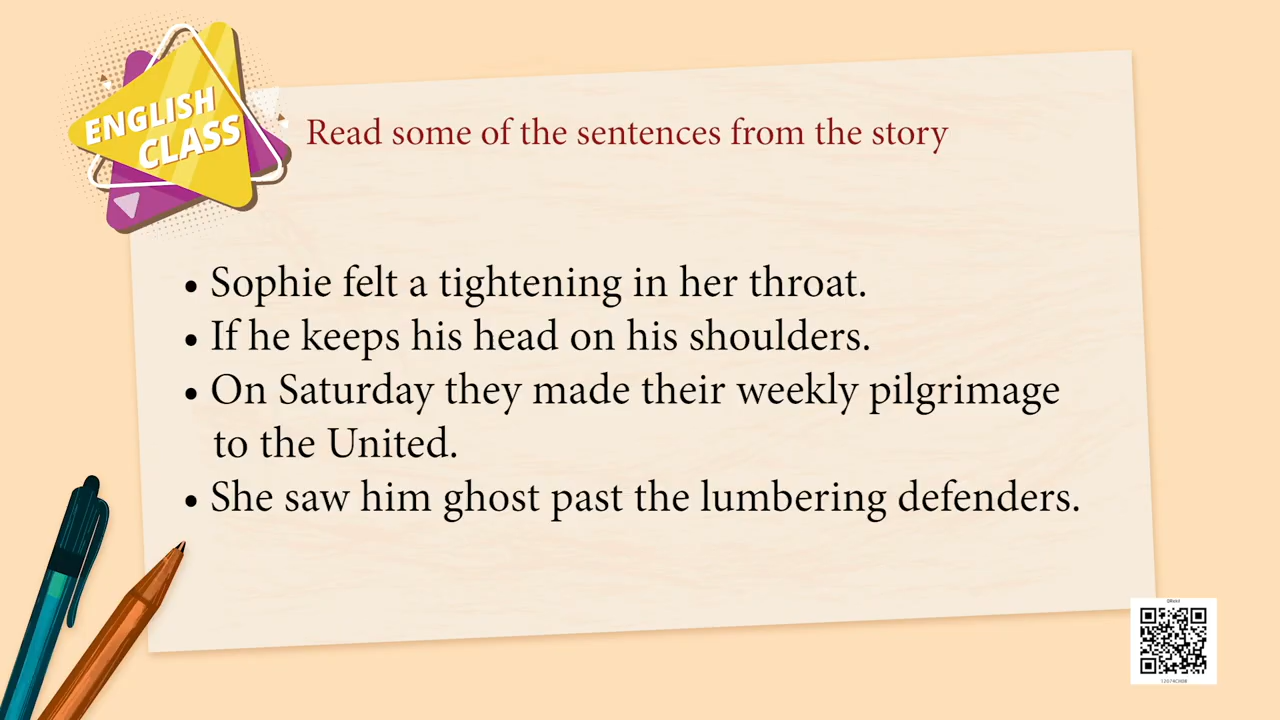 ENGLISH
CLASS
Read some of the sentences from the story
• Sophie felt a tightening in her throat.
• If he keeps his head on his shoulders.
• On Saturday they made their weekly pilgrimage
to the United.
• She saw him ghost past the lumbering defenders.